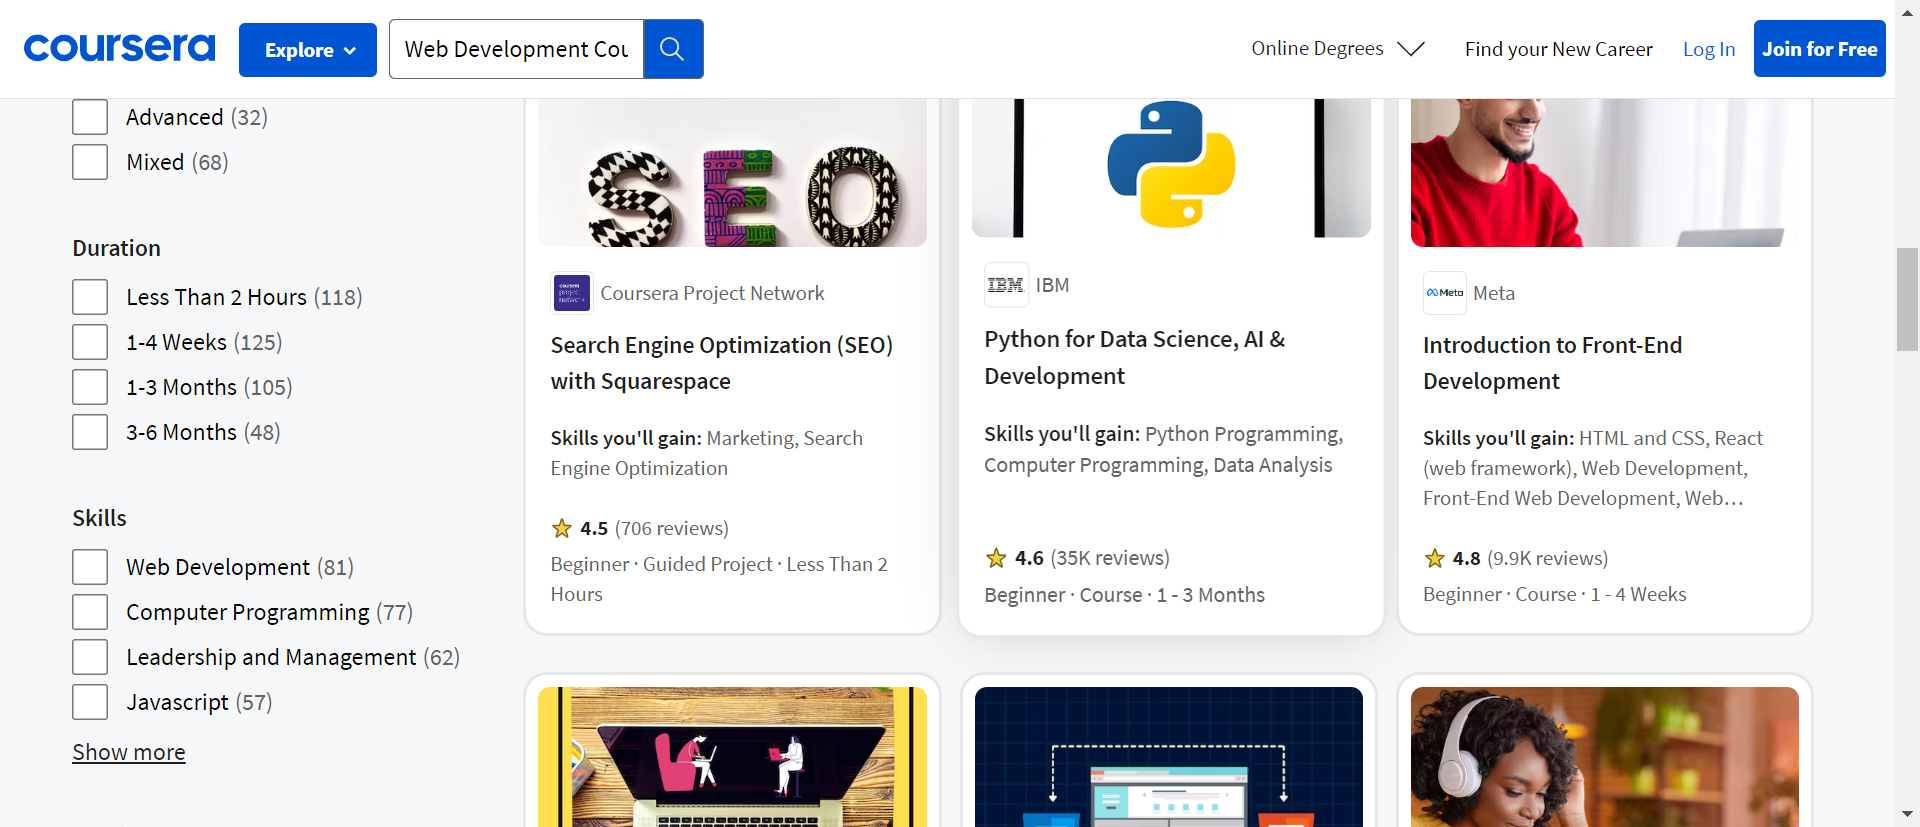 coursera
Explore
Web Development Cou
Online Degrees
Find your New Career
Log In
Join for Free
Advanced (32)
Mixed (68)
Duration
Less Than 2 Hours (118)
1-4 Weeks (125)
1-3 Months (105)
3-6 Months (48)
Skills
Web Development (81)
Computer Programming (77)
Leadership and Management (62)
Javascript (57)
Show more
SEO
coursera
project
network
Coursera Project Network
Search Engine Optimization (SEO)
with Squarespace
Skills you'll gain: Marketing, Search
Engine Optimization
4.5 (706 reviews)
Beginner · Guided Project · Less Than 2
Hours
IBM
IBM
Python for Data Science, AI &
Development
Skills you'll gain: Python Programming,
Computer Programming, Data Analysis
4.6 (35K reviews)
Beginner · Course · 1 - 3 Months
Meta
Meta
Introduction to Front-End
Development
Skills you'll gain: HTML and CSS, React
(web framework), Web Development,
Front-End Web Development, Web...
4.8 (9.9K reviews)
Beginner · Course · 1 - 4 Weeks